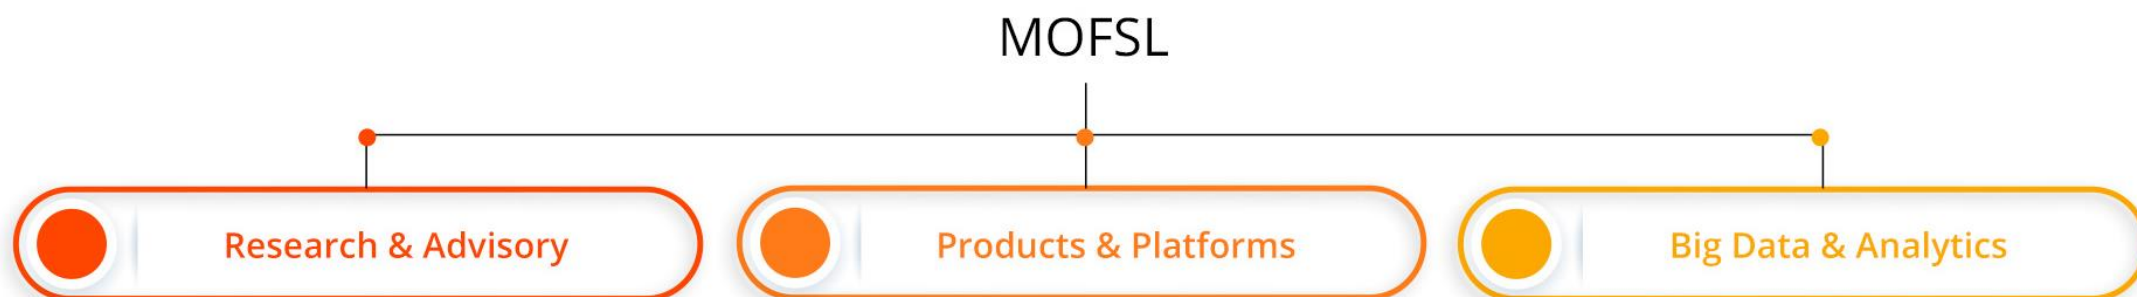 MOFSL
Research & Advisory
Products & Platforms
Big Data & Analytics